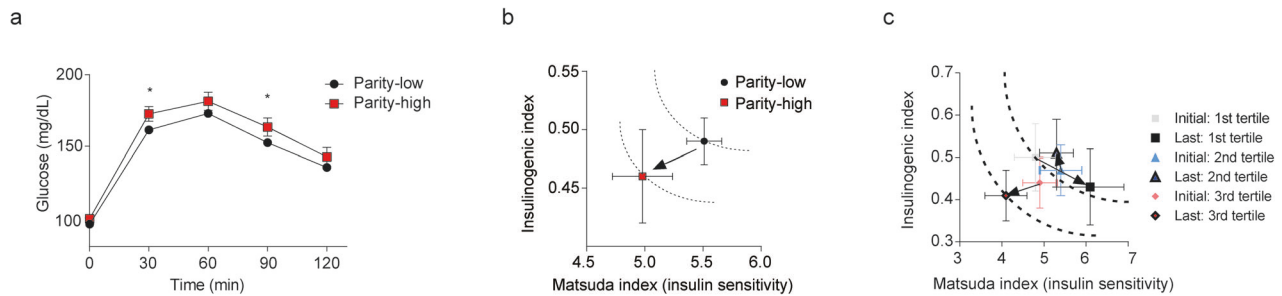 a
200
150
100
Glucose (mg/dL)
*
*
0
30
60
90
120
Time (min)
Parity-low
Parity-high
b
0.55
0.50
0.45
Insulinogenic index
4.5
5.0
5.5
6.0
Matsuda index (insulin sensitivity)
Parity-low
Parity-high
c
0.7
0.6
0.5
0.4
0.3
Insulinogenic index
3
4
5
6
7
Matsuda index (insulin sensitivity)
Initial: 1st tertile
Last: 1st tertile
Initial: 2nd tertile
Last: 2nd tertile
Initial: 3rd tertile
Last: 3rd tertile